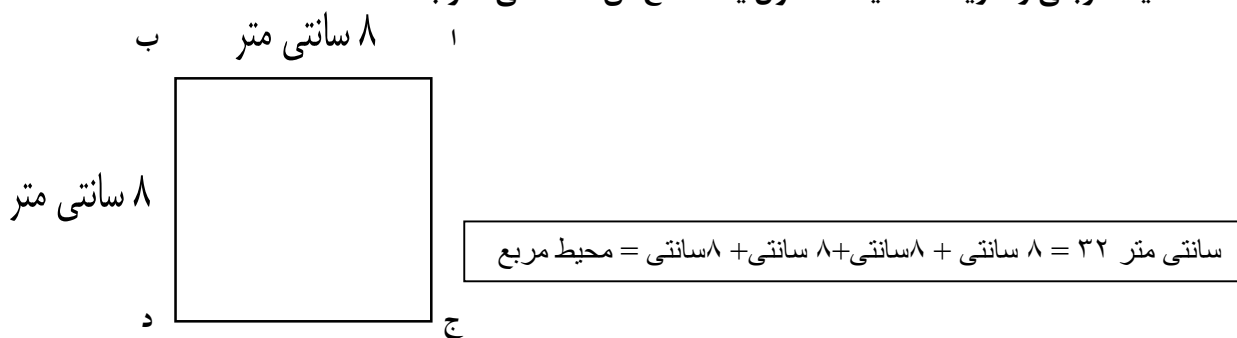 ا ۸ سانتی متر ب
۸ سانتی متر
محیط مربع = ۸سانتی +۸ سانتی+۸سانتی + ۸ سانتی = ۳۲ سانتی متر
ج د